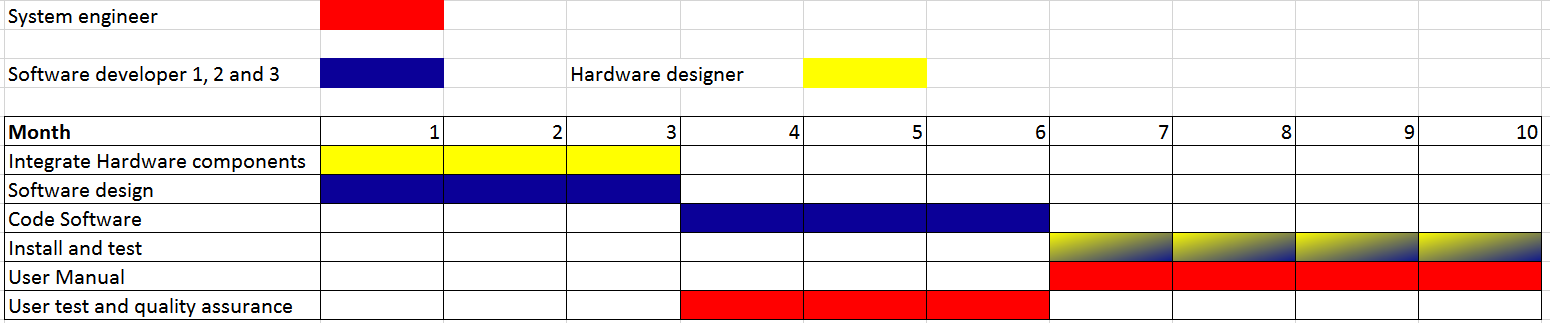 System engineer
Software developer 1, 2 and 3 Hardware designer
Month 1 2 3 4 5 6 7 8 9 10
Integrate Hardware components
Software design
Code Software
Install and test
User Manual
User test and quality assurance